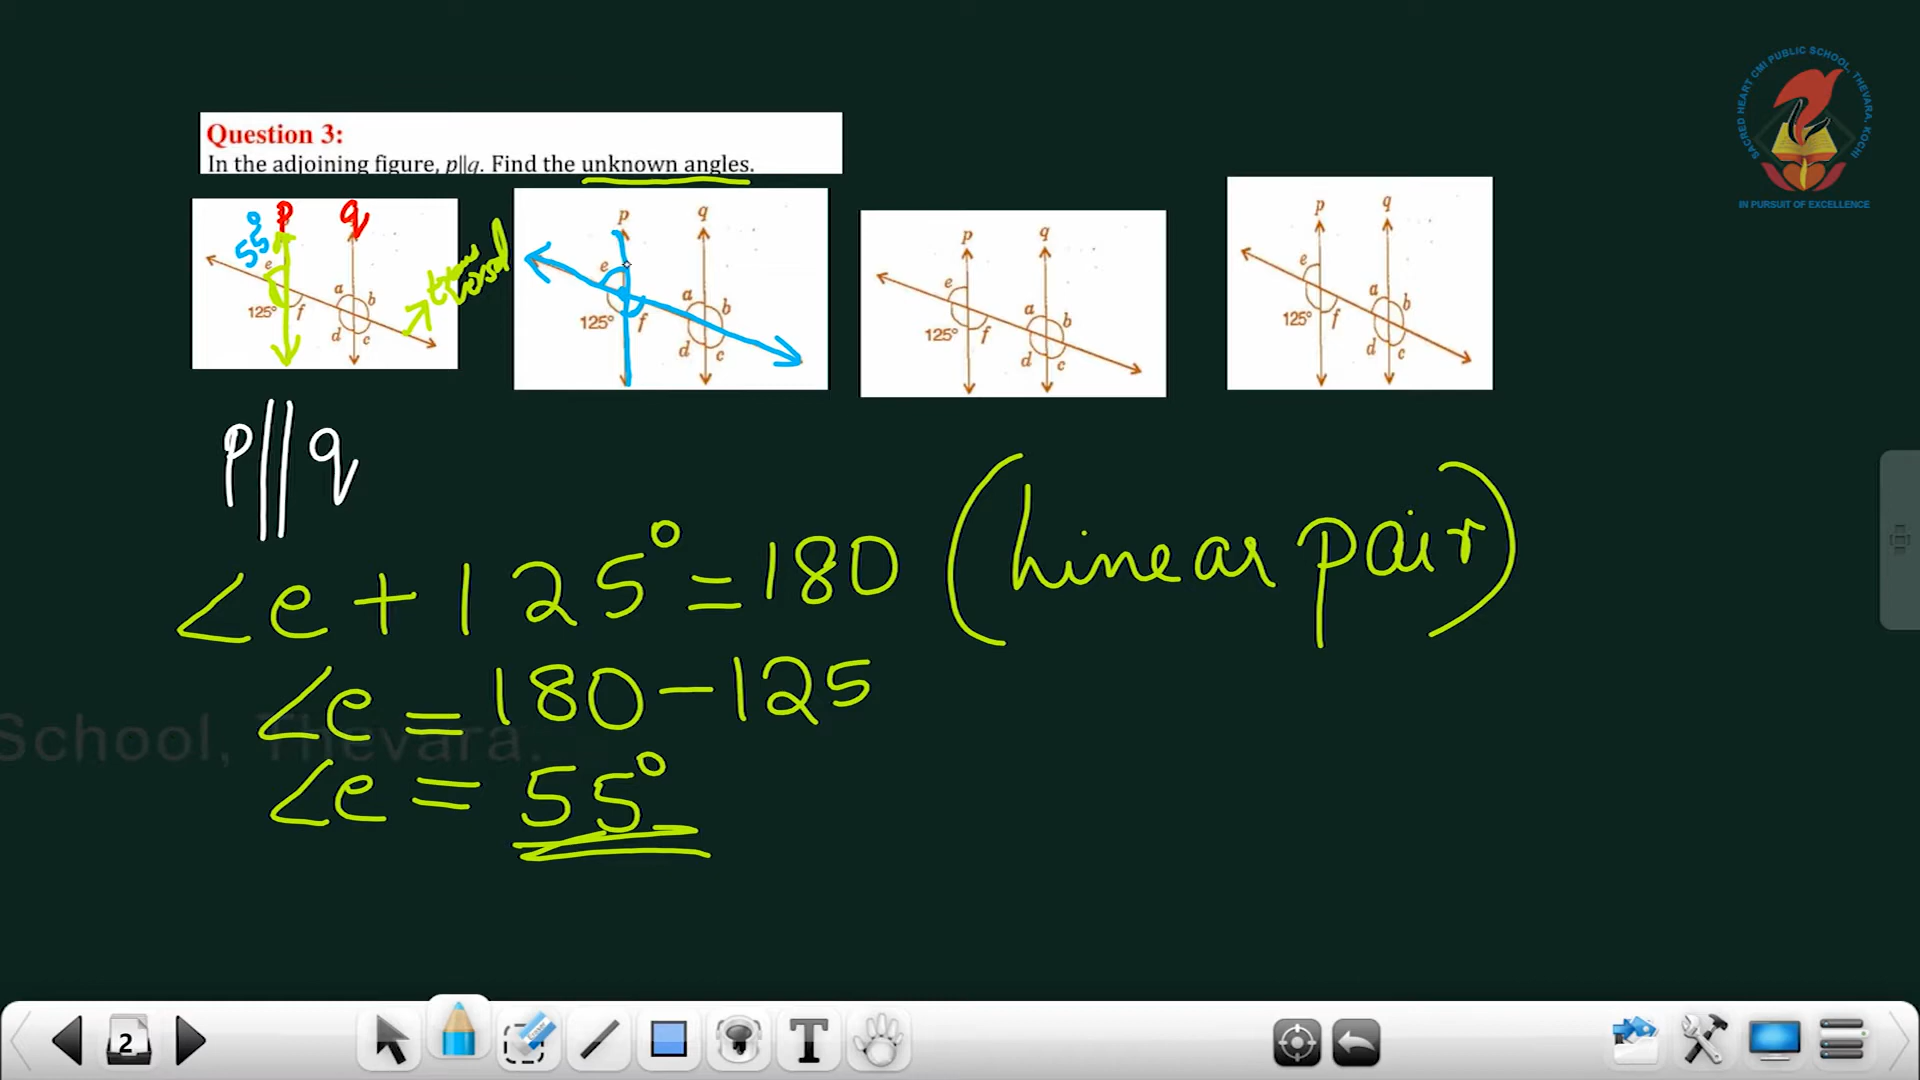 SACRED HEART CMI PUBLIC SCHOOL, THEVARA, KOCHI
IN PURSUIT OF EXCELLENCE
Question 3:
In the adjoining figure, p||q. Find the unknown angles.
55° p q
e
a b
125° f
d c
p q
e
a b
125° f
d c
p q
e
a b
125° f
d c
p q
e
a b
125° f
d c
p||q
∠e+125°=180 (Linear pair)
∠e=180-125
∠e=55°
School, Thevara.
2
T